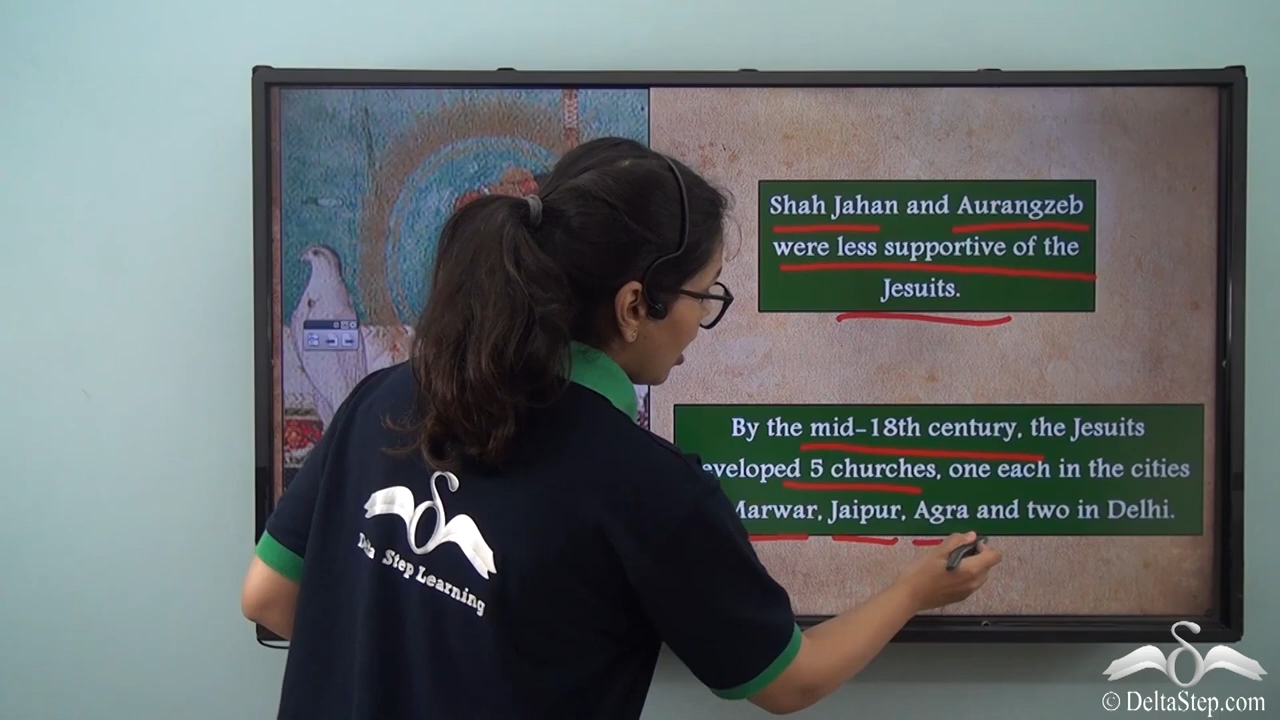 Shah Jahan and Aurangzeb
were less supportive of the
Jesuits.
By the mid-18th century, the Jesuits
5 churches, one each in the cities
Marwar, Jaipur, Agra and two in Delhi.
Delta Step Learning
© DeltaStep.com